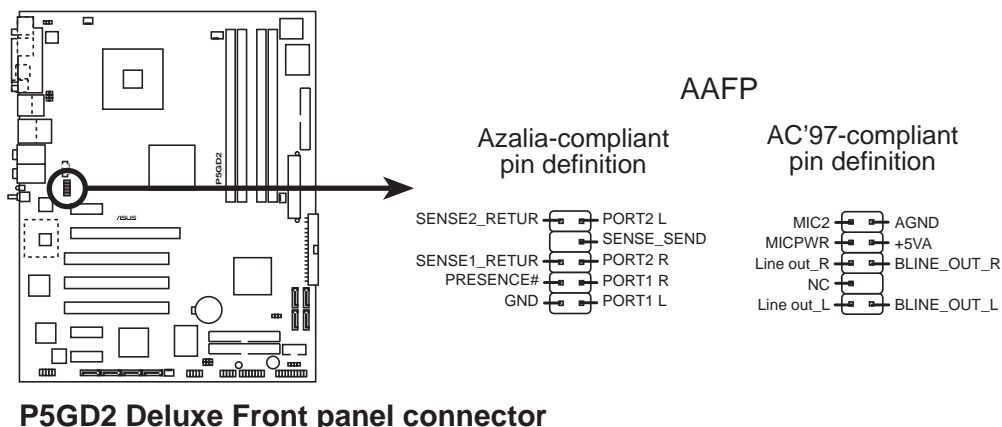 AAFP
Azalia-compliant
pin definition
AC'97-compliant
pin definition
P5GD2
ASUS
SENSE2_RETUR
PORT2 L
SENSE_SEND
SENSE1_RETUR
PORT2 R
PRESENCE#
PORT1 R
GND
PORT1 L
MIC2
AGND
MICPWR
+5VA
Line out_R
BLINE_OUT_R
NC
Line out_L
BLINE_OUT_L
P5GD2 Deluxe Front panel connector